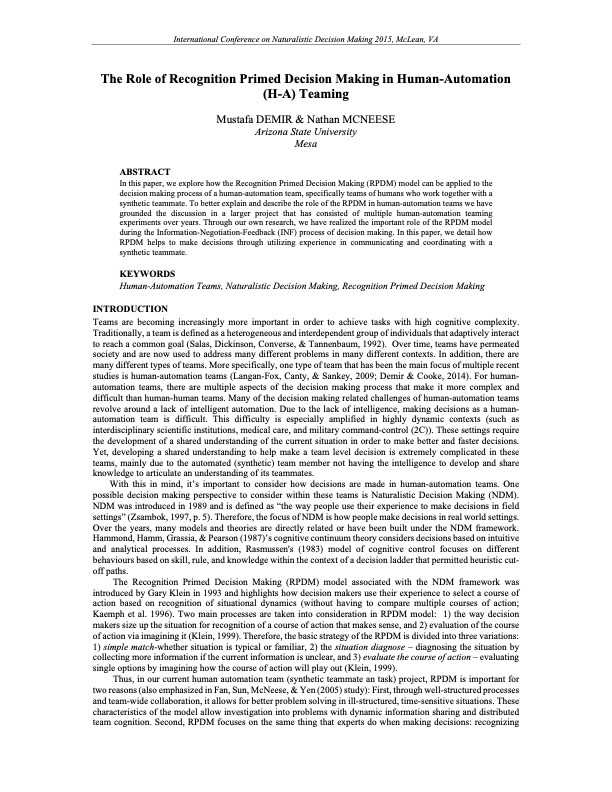 International Conference on Naturalistic Decision Making 2015, McLean, VA
The Role of Recognition Primed Decision Making in Human-Automation
(H-A) Teaming
Mustafa DEMIR & Nathan MCNEESE
Arizona State University
Mesa
ABSTRACT
In this paper, we explore how the Recognition Primed Decision Making (RPDM) model can be applied to the
decision making process of a human-automation team, specifically teams of humans who work together with a
synthetic teammate. To better explain and describe the role of the RPDM in human-automation teams we have
grounded the discussion in a larger project that has consisted of multiple human-automation teaming
experiments over years. Through our own research, we have realized the important role of the RPDM model
during the Information-Negotiation-Feedback (INF) process of decision making. In this paper, we detail how
RPDM helps to make decisions through utilizing experience in communicating and coordinating with a
synthetic teammate.
KEYWORDS
Human-Automation Teams, Naturalistic Decision Making, Recognition Primed Decision Making
INTRODUCTION
Teams are becoming increasingly more important in order to achieve tasks with high cognitive complexity.
Traditionally, a team is defined as a heterogeneous and interdependent group of individuals that adaptively interact
to reach a common goal (Salas, Dickinson, Converse, & Tannenbaum, 1992). Over time, teams have permeated
society and are now used to address many different problems in many different contexts. In addition, there are
many different types of teams. More specifically, one type of team that has been the main focus of multiple recent
studies is human-automation teams (Langan-Fox, Canty, & Sankey, 2009; Demir & Cooke, 2014). For human-
automation teams, there are multiple aspects of the decision making process that make it more complex and
difficult than human-human teams. Many of the decision making related challenges of human-automation teams
revolve around a lack of intelligent automation. Due to the lack of intelligence, making decisions as a human-
automation team is difficult. This difficulty is especially amplified in highly dynamic contexts (such as
interdisciplinary scientific institutions, medical care, and military command-control (2C)). These settings require
the development of a shared understanding of the current situation in order to make better and faster decisions.
Yet, developing a shared understanding to help make a team level decision is extremely complicated in these
teams, mainly due to the automated (synthetic) team member not having the intelligence to develop and share
knowledge to articulate an understanding of its teammates.
With this in mind, it's important to consider how decisions are made in human-automation teams. One
possible decision making perspective to consider within these teams is Naturalistic Decision Making (NDM).
NDM was introduced in 1989 and is defined as “the way people use their experience to make decisions in field
settings” (Zsambok, 1997, p. 5). Therefore, the focus of NDM is how people make decisions in real world settings.
Over the years, many models and theories are directly related or have been built under the NDM framework.
Hammond, Hamm, Grassia, & Pearson (1987)'s cognitive continuum theory considers decisions based on intuitive
and analytical processes. In addition, Rasmussen's (1983) model of cognitive control focuses on different
behaviours based on skill, rule, and knowledge within the context of a decision ladder that permitted heuristic cut-
off paths.
The Recognition Primed Decision Making (RPDM) model associated with the NDM framework was
introduced by Gary Klein in 1993 and highlights how decision makers use their experience to select a course of
action based on recognition of situational dynamics (without having to compare multiple courses of action;
Kaemph et al. 1996). Two main processes are taken into consideration in RPDM model: 1) the way decision
makers size up the situation for recognition of a course of action that makes sense, and 2) evaluation of the course
of action via imagining it (Klein, 1999). Therefore, the basic strategy of the RPDM is divided into three variations:
1) simple match-whether situation is typical or familiar, 2) the situation diagnose – diagnosing the situation by
collecting more information if the current information is unclear, and 3) evaluate the course of action – evaluating
single options by imagining how the course of action will play out (Klein, 1999).
Thus, in our current human automation team (synthetic teammate an task) project, RPDM is important for
two reasons (also emphasized in Fan, Sun, McNeese, & Yen (2005) study): First, through well-structured processes
and team-wide collaboration, it allows for better problem solving in ill-structured, time-sensitive situations. These
characteristics of the model allow investigation into problems with dynamic information sharing and distributed
team cognition. Second, RPDM focuses on the same thing that experts do when making decisions: recognizing